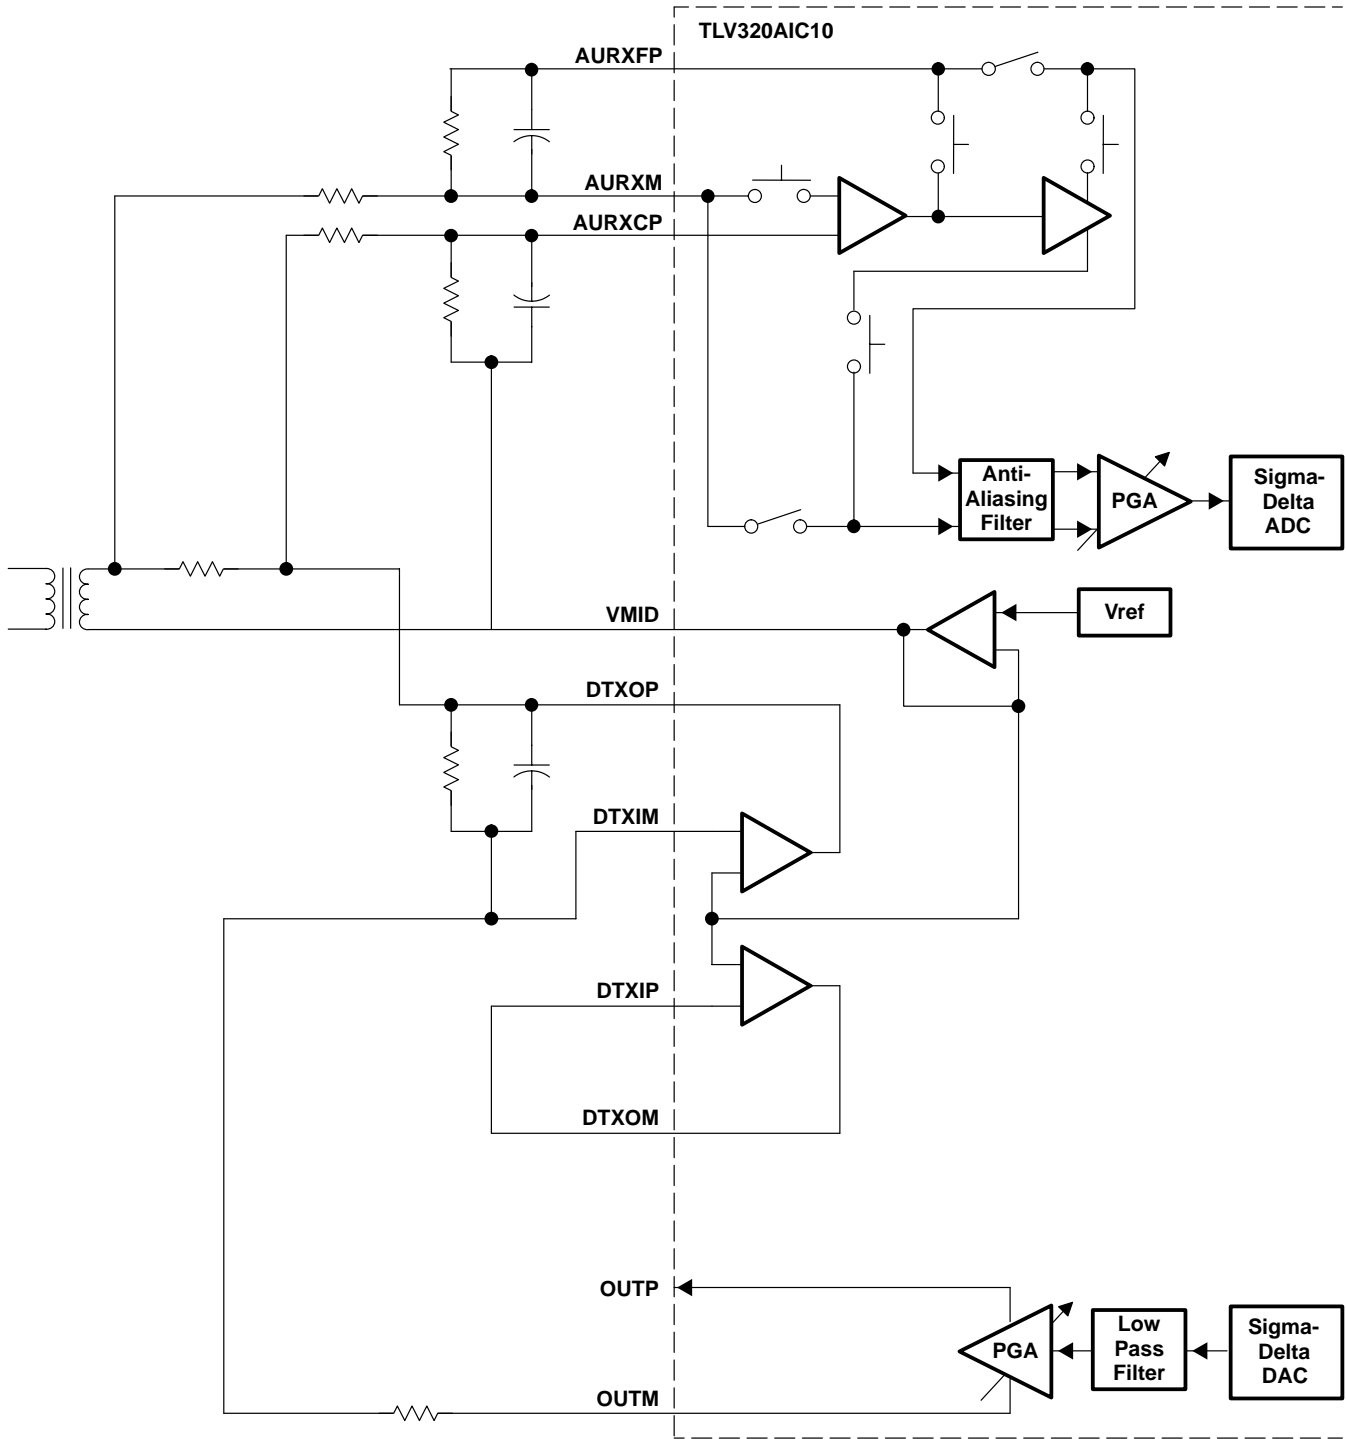 TLV320AIC10
AURXFP
AURXM
AURXCP
Anti-
Aliasing
Filter
PGA
Sigma-
Delta
ADC
VMID
Vref
DTXOP
DTXIM
DTXIP
DTXOM
OUTP
PGA
Low
Pass
Filter
Sigma-
Delta
DAC
OUTM